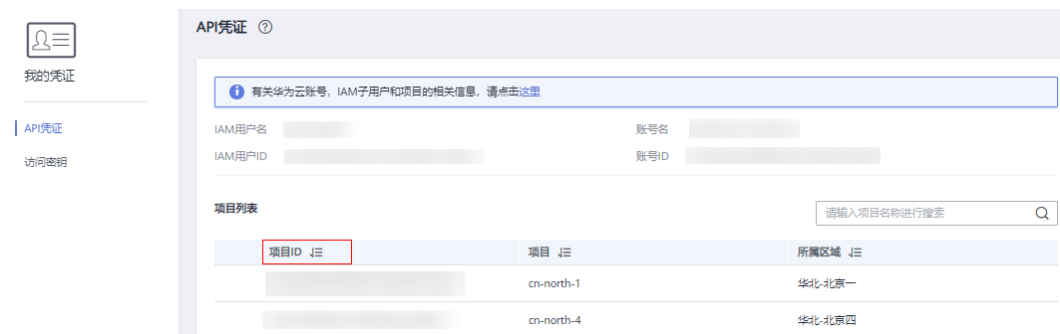 API凭证 ?
我的凭证
有关华为云账号，IAM子用户和项目的相关信息，请点击这里
API凭证
IAM用户名
账号名
访问密钥
IAM用户ID
账号ID
项目列表
请输入项目名称进行搜索
项目ID 项目 所属区域
cn-north-1 华北-北京一
cn-north-4 华北-北京四